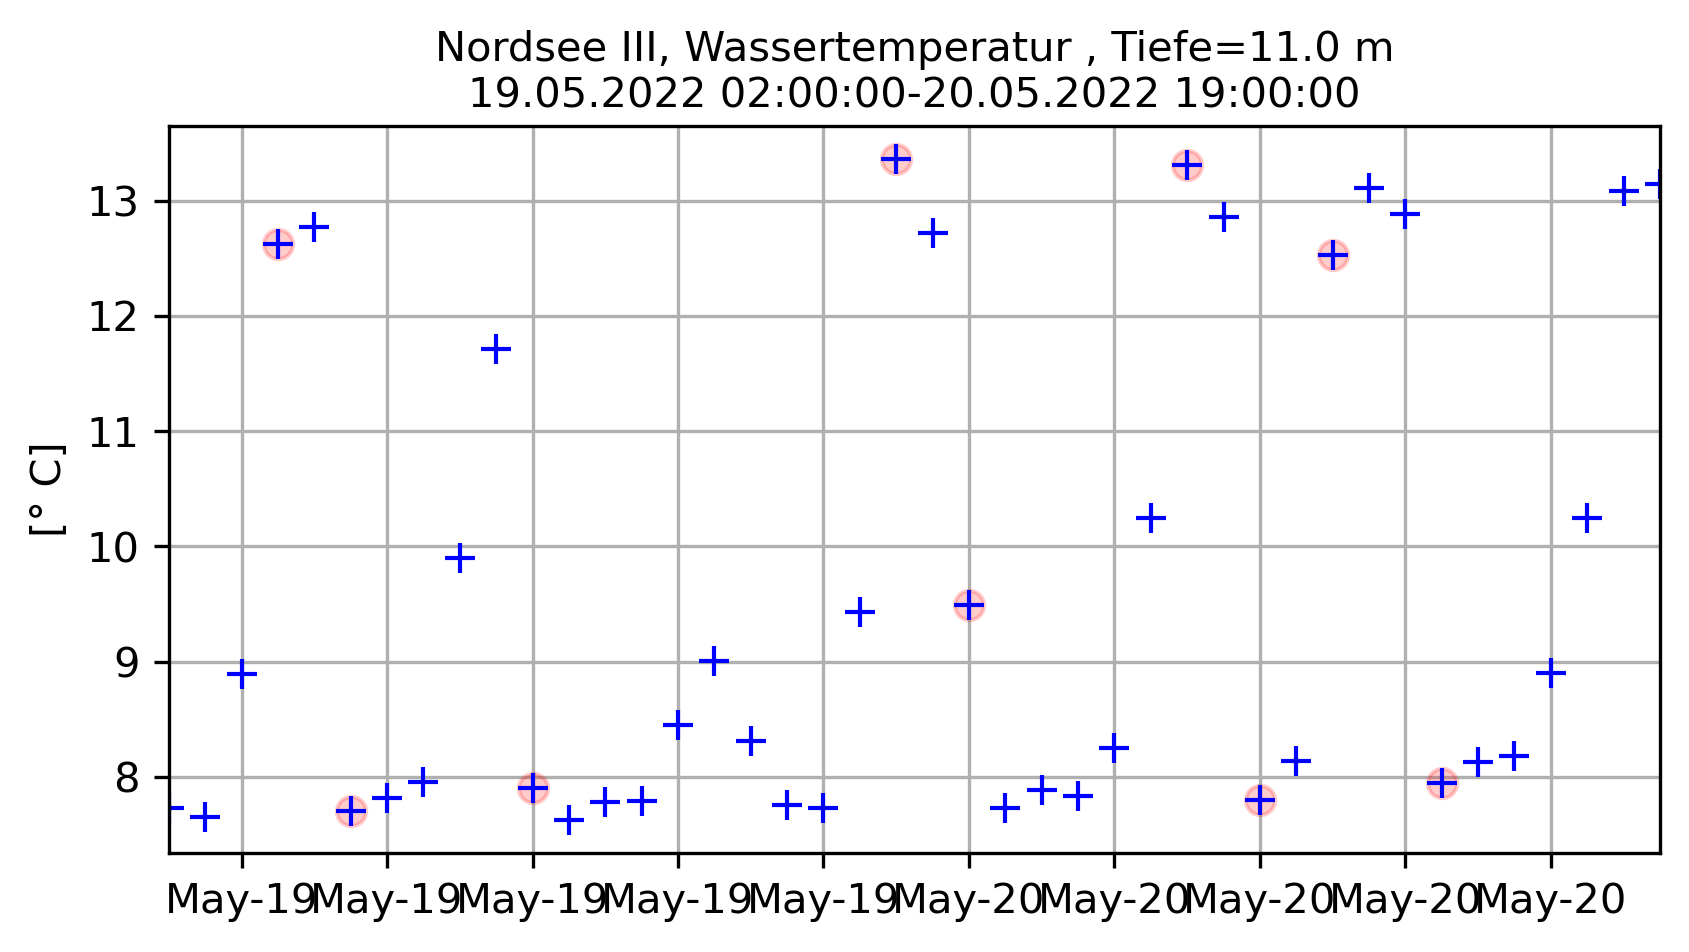 Nordsee III, Wassertemperatur , Tiefe=11.0 m
19.05.2022 02:00:00-20.05.2022 19:00:00
13
12
11
10
9
8
[° C]
May-19 May-19 May-19 May-19 May-19 May-20 May-20 May-20 May-20 May-20